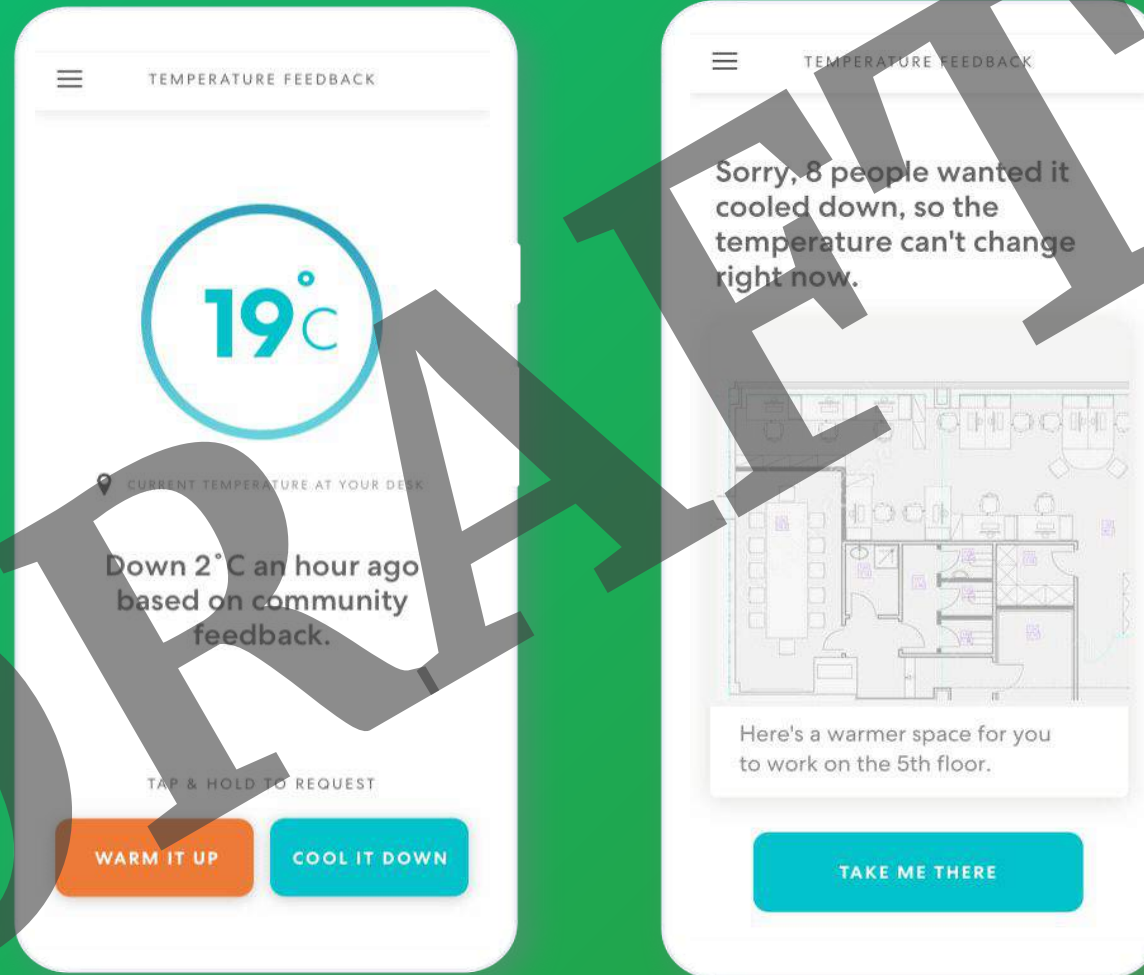 TEMPERATURE FEEDBACK
19°C
CURRENT TEMPERATURE AT YOUR DESK
Down 2°C an hour ago
based on community
feedback.
TAP & HOLD TO REQUEST
WARM IT UP
COOL IT DOWN
TEMPERATURE FEEDBACK
Sorry, 8 people wanted it
cooled down, so the
temperature can't change
right now.
Here's a warmer space for you
to work on the 5th floor.
TAKE ME THERE
DRAFT